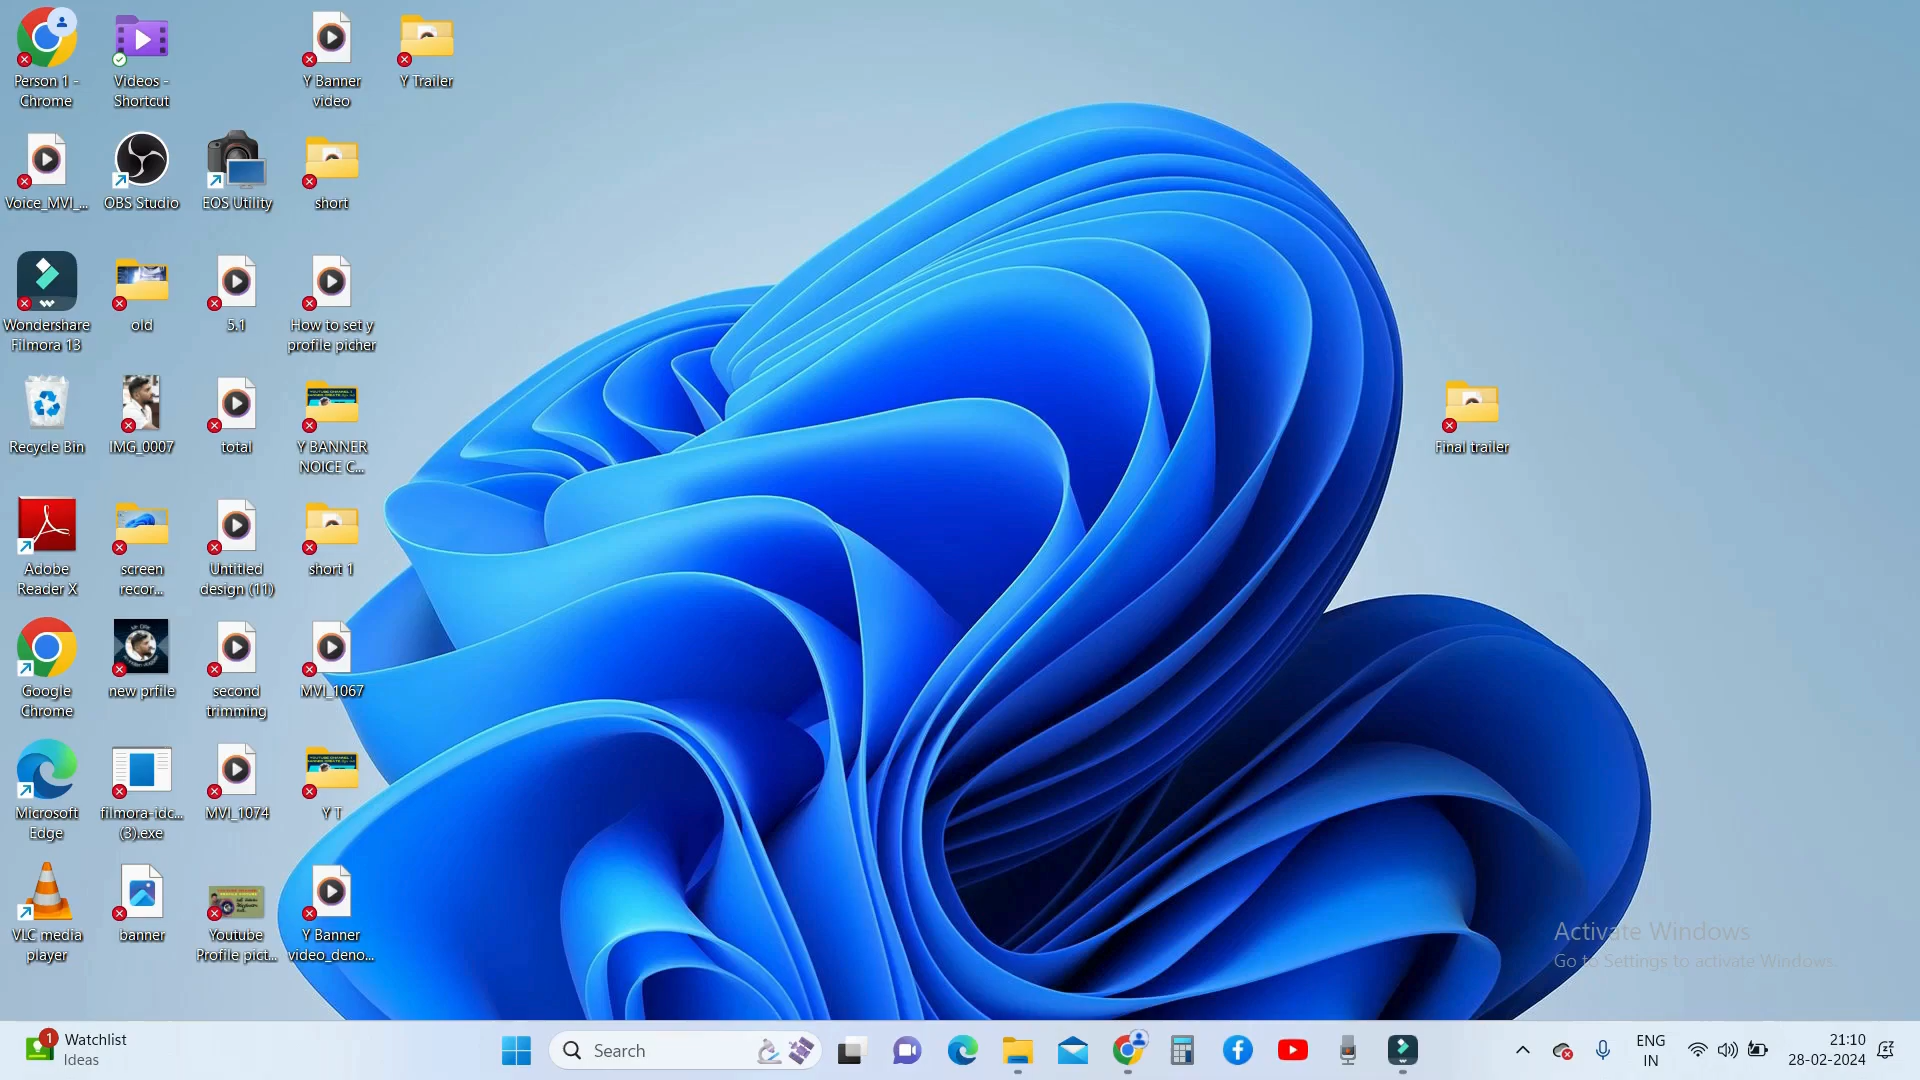 Person 1 -
Chrome
Videos -
Shortcut
Y Banner
video
Y Trailer
Voice_MVI_...
OBS Studio
EOS Utility
short
Wondershare
Filmora 13
old
5.1
How to set y
profile picher
Recycle Bin
IMG_0007
total
Y BANNER
NOICE C...
Final trailer
Adobe
Reader X
screen
recor...
Untitled
design (11)
short 1
Google
Chrome
new prfile
second
trimming
MVI_1067
Microsoft
Edge
filmora-idc...
(3).exe
MVI_1074
Y T
VLC media
player
banner
Youtube
Profile pict...
Y Banner
video_deno...
Activate Windows
Go to Settings to activate Windows.
1
Watchlist
Ideas
Search
ENG
IN
21:10
28-02-2024